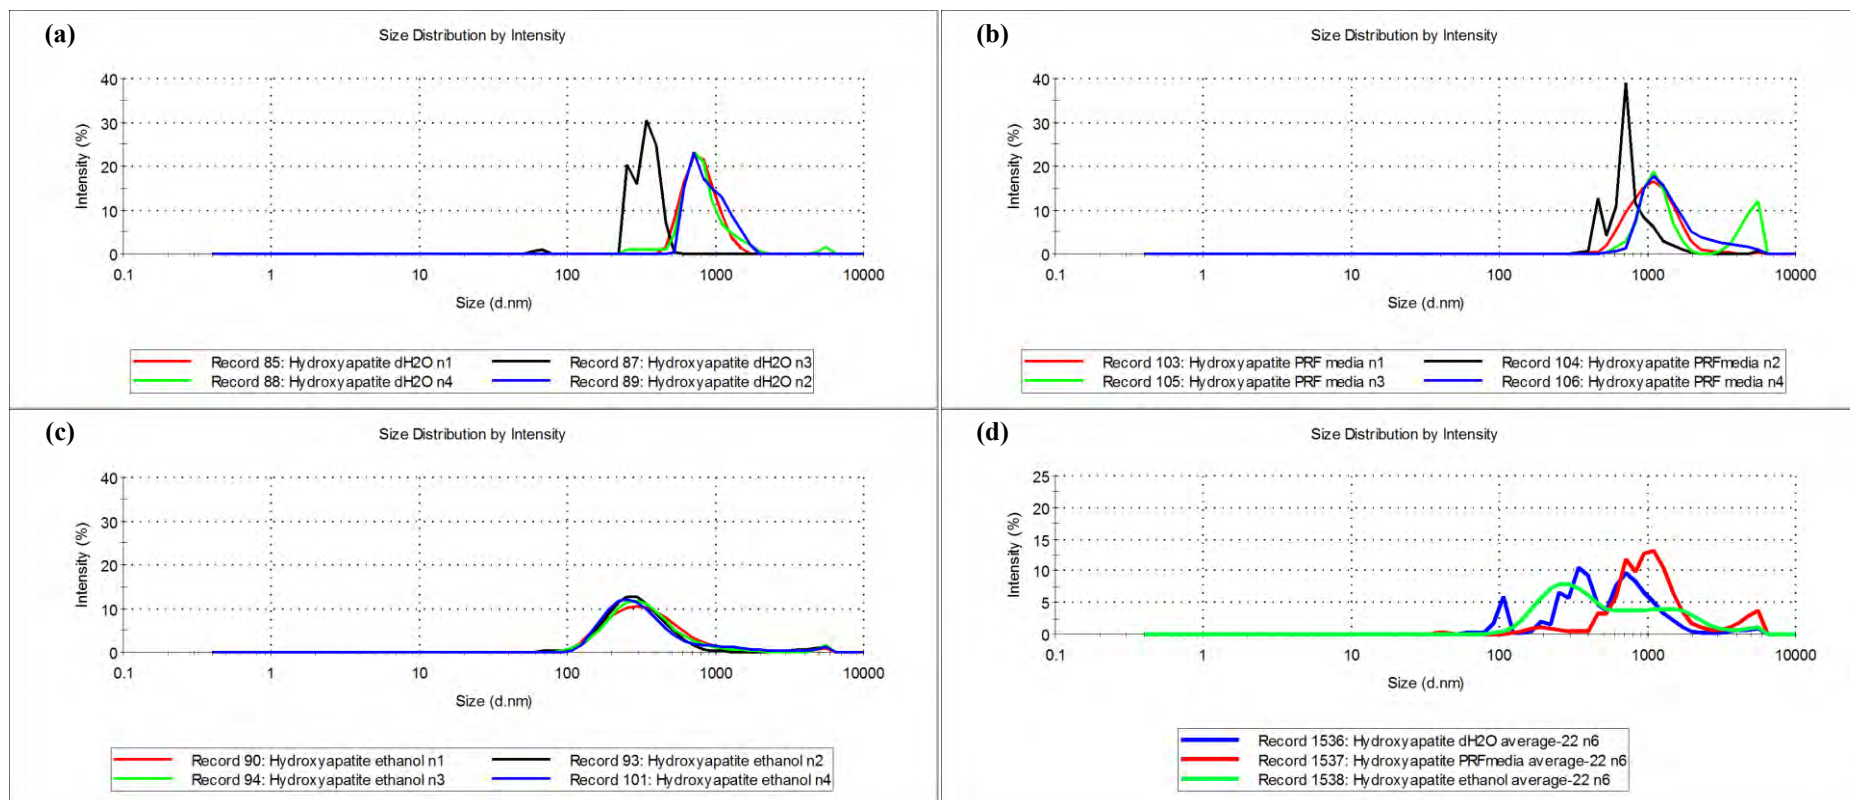 (a)
Size Distribution by Intensity
40
30
20
10
0
Intensity (%)
0.1 1 10 100 1000 10000
Size (d.nm)
Record 85: Hydroxyapatite dH2O n1 Record 87: Hydroxyapatite dH2O n3
Record 88: Hydroxyapatite dH2O n4 Record 89: Hydroxyapatite dH2O n2
(b)
Size Distribution by Intensity
40
30
20
10
0
Intensity (%)
0.1 1 10 100 1000 10000
Size (d.nm)
Record 103: Hydroxyapatite PRF media n1 Record 104: Hydroxyapatite PRFmedia n2
Record 105: Hydroxyapatite PRF media n3 Record 106: Hydroxyapatite PRF media n4
(c)
Size Distribution by Intensity
40
30
20
10
0
Intensity (%)
0.1 1 10 100 1000 10000
Size (d.nm)
Record 90: Hydroxyapatite ethanol n1 Record 93: Hydroxyapatite ethanol n2
Record 94: Hydroxyapatite ethanol n3 Record 101: Hydroxyapatite ethanol n4
(d)
Size Distribution by Intensity
25
20
15
10
5
0
Intensity (%)
0.1 1 10 100 1000 10000
Size (d.nm)
Record 1536: Hydroxyapatite dH2O average-22 n6
Record 1537: Hydroxyapatite PRFmedia average-22 n6
Record 1538: Hydroxyapatite ethanol average-22 n6